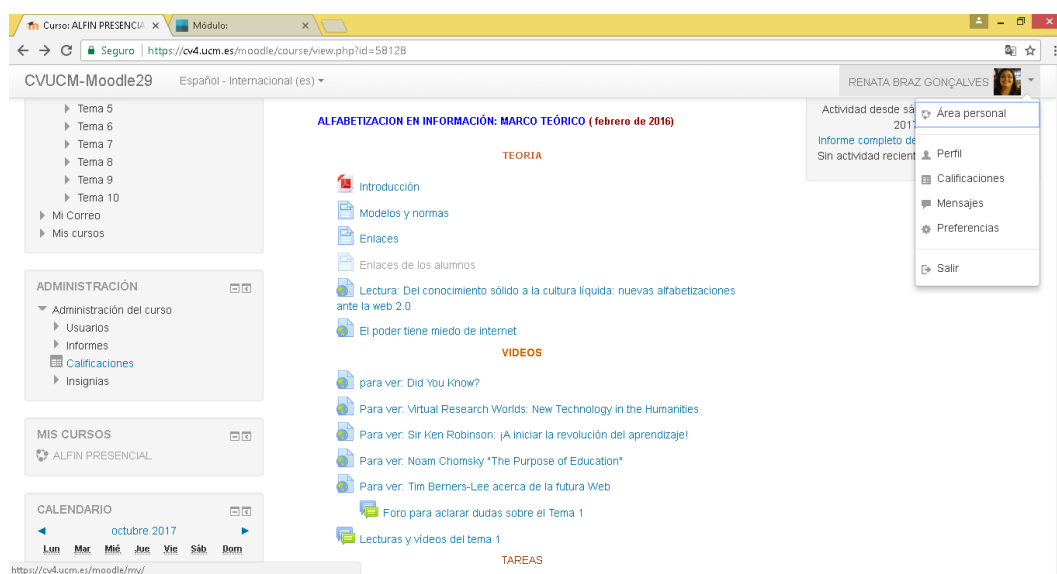 Curso: ALFIN PRESENCIA
Módulo:
Seguro | https://cv4.ucm.es/moodle/course/view.php?id=58128
CVUCM-Moodle29
Español - Internacional (es)
RENATA BRAZ GONÇALVES
Tema 5
Tema 6
Tema 7
Tema 8
Tema 9
Tema 10
Mi Correo
Mis cursos
ADMINISTRACIÓN
Administración del curso
Usuarios
Informes
Calificaciones
Insignias
MIS CURSOS
ALFIN PRESENCIAL
CALENDARIO
octubre 2017
Lun Mar Mié Jue Vie Sáb Dom
https://cv4.ucm.es/moodle/my/
ALFABETIZACION EN INFORMACIÓN: MARCO TEÓRICO ( febrero de 2016)
TEORIA
Introducción
Modelos y normas
Enlaces
Enlaces de los alumnos
Lectura: Del conocimiento sólido a la cultura líquida: nuevas alfabetizaciones
ante la web 2.0
El poder tiene miedo de internet
VIDEOS
para ver: Did You Know?
Para ver: Virtual Research Worlds: New Technology in the Humanities
Para ver: Sir Ken Robinson: ¡A iniciar la revolución del aprendizaje!
Para ver: Noam Chomsky "The Purpose of Education"
Para ver: Tim Berners-Lee acerca de la futura Web
Foro para aclarar dudas sobre el Tema 1
Lecturas y vídeos del tema 1
TAREAS
Actividad desde sá
2017
Informe completo de
Sin actividad recient
Área personal
Perfil
Calificaciones
Mensajes
Preferencias
Salir